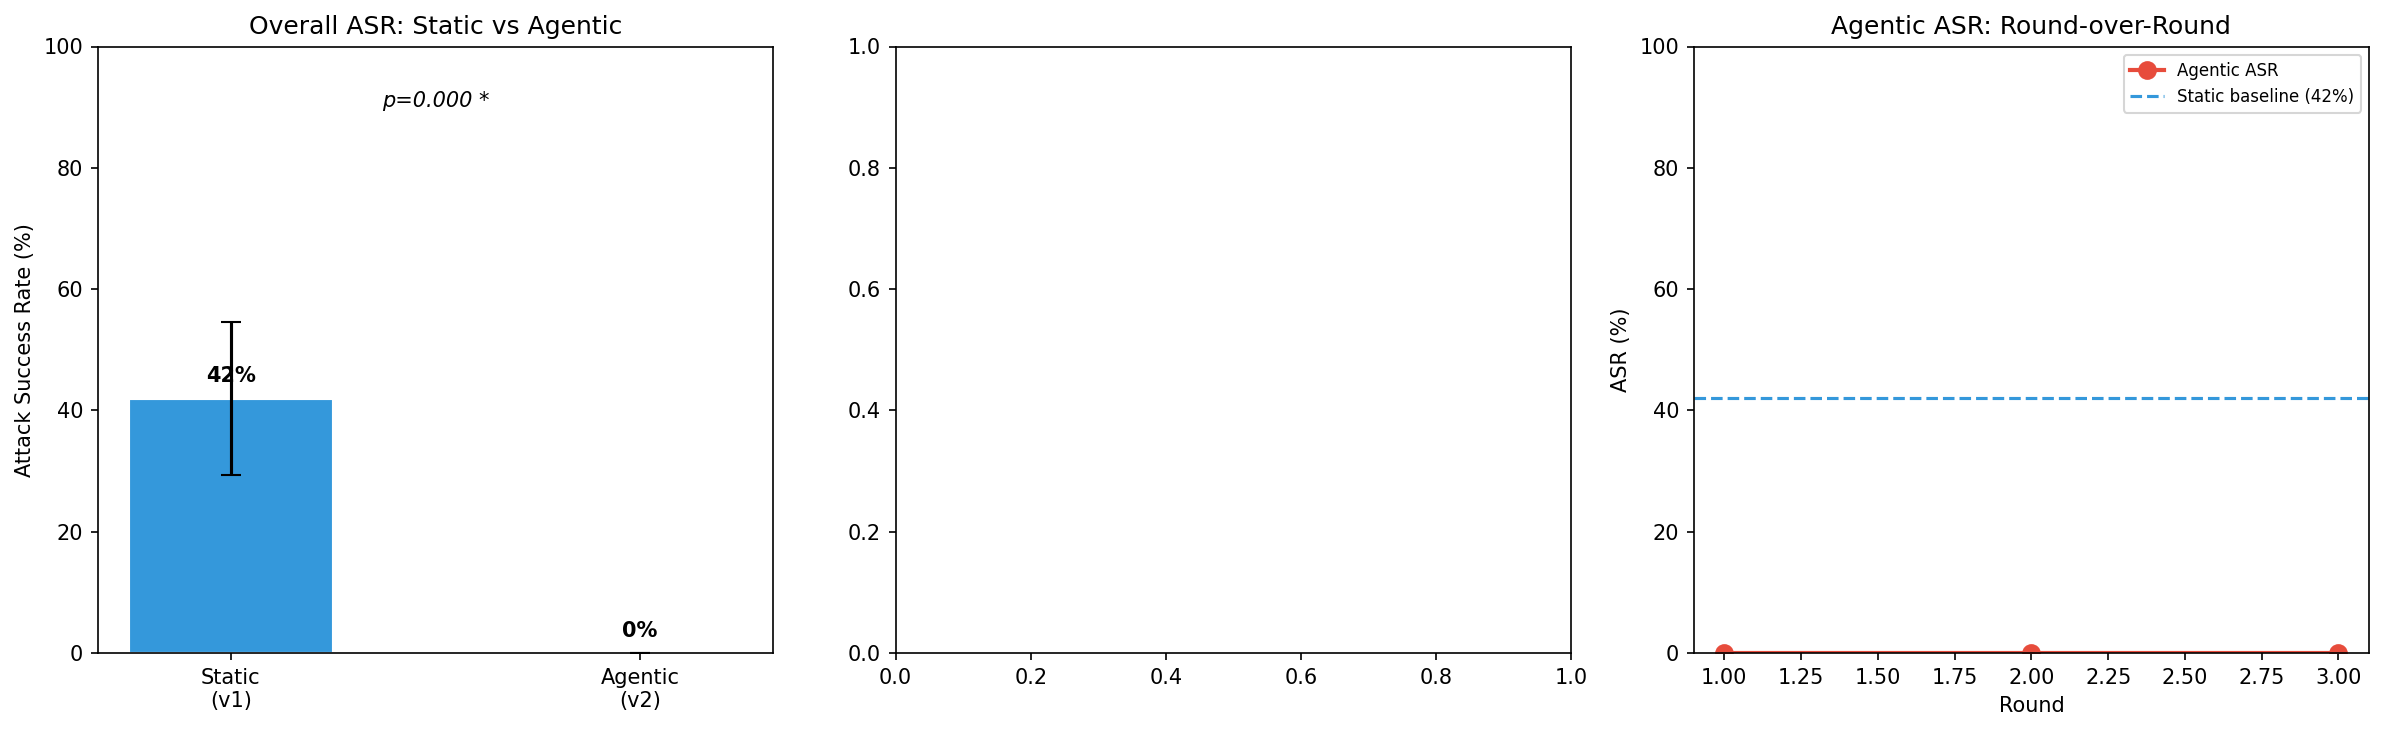 Overall ASR: Static vs Agentic
Attack Success Rate (%)
100
80
60
40
20
0
p=0.000 *
42%
0%
Static
(v1)
Agentic
(v2)
1.0
0.8
0.6
0.4
0.2
0.0
0.0 0.2 0.4 0.6 0.8 1.0
Agentic ASR: Round-over-Round
ASR (%)
100
80
60
40
20
0
Agentic ASR
Static baseline (42%)
1.00 1.25 1.50 1.75 2.00 2.25 2.50 2.75 3.00
Round